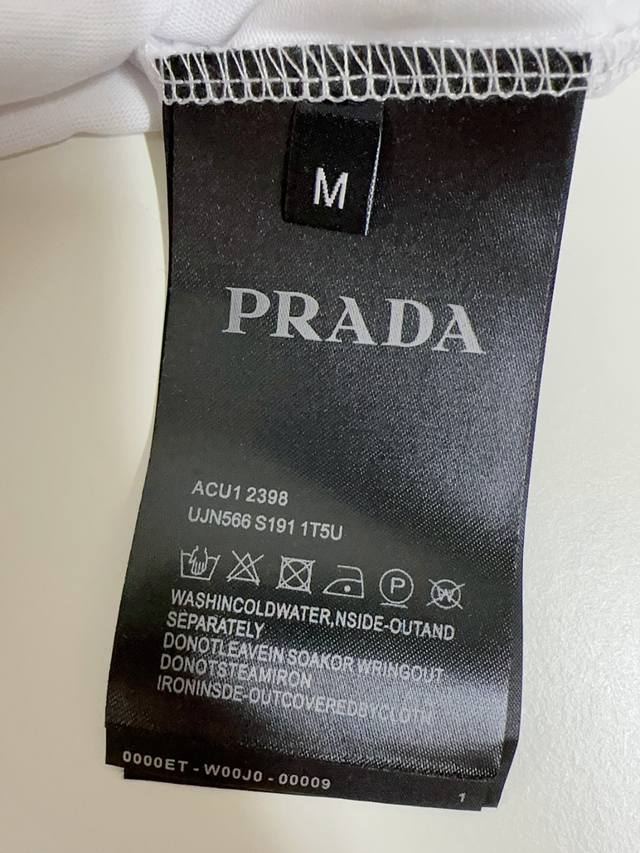 M
PRADA
ACU1 2398
UJN566 S191 1T5U
P
W
WASHINCOLDWATER,NSIDE-OUTAND
SEPARATELY
DONOTLEAVEIN SOAKOR WRINGOUT
DONOTSTEAMIRON
IRONINSDE-OUTCOVEREDBYCLOTH
0000ET - W00J0 - 00009
1